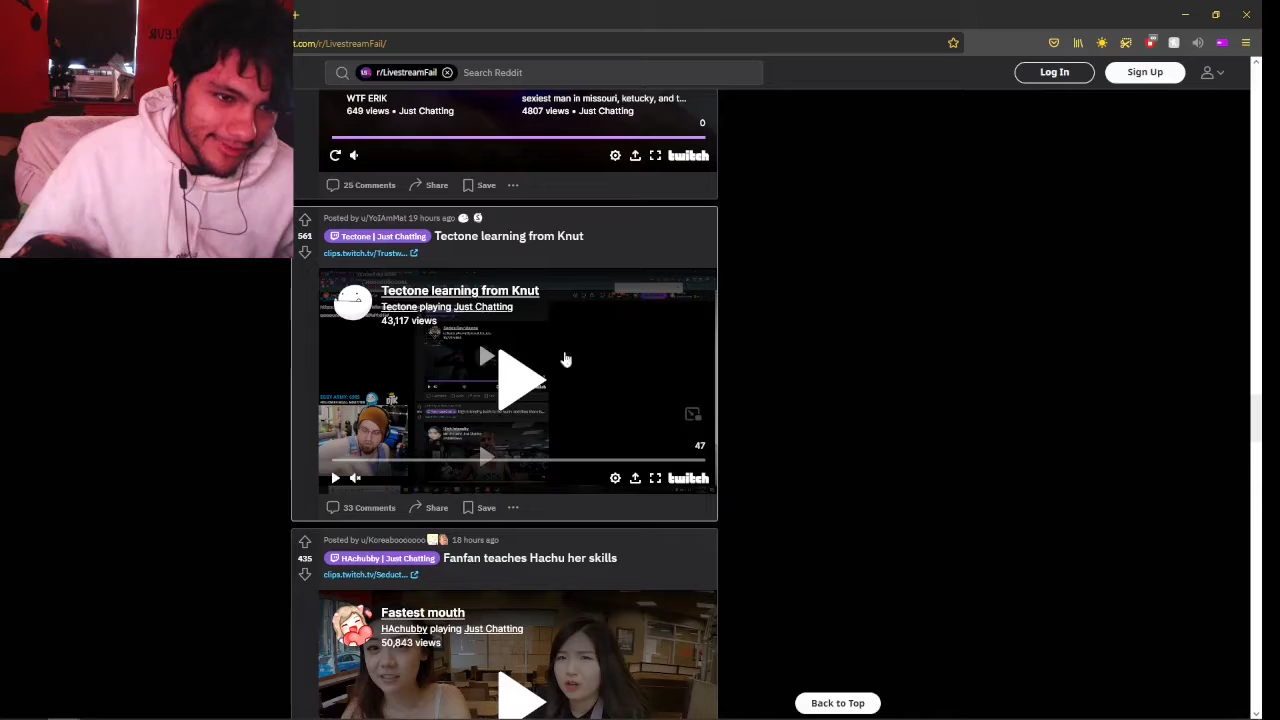 t.com/r/LivestreamFail/
r/LivestreamFail
Search Reddit
Log In
Sign Up
WTF ERIK
649 views • Just Chatting
sexiest man in missouri, ketucky, and t...
4807 views • Just Chatting
0
twitch
25 Comments
Share
Save
Posted by u/YoIAmMat 19 hours ago
561
Tectone | Just Chatting
Tectone learning from Knut
clips.twitch.tv/Trustw...
Tectone learning from Knut
Tectone playing Just Chatting
43,117 views
47
twitch
33 Comments
Share
Save
Posted by u/Koreaboooooo 18 hours ago
435
HAchubby | Just Chatting
Fanfan teaches Hachu her skills
clips.twitch.tv/Seduct...
Fastest mouth
HAchubby playing Just Chatting
50,843 views
Back to Top